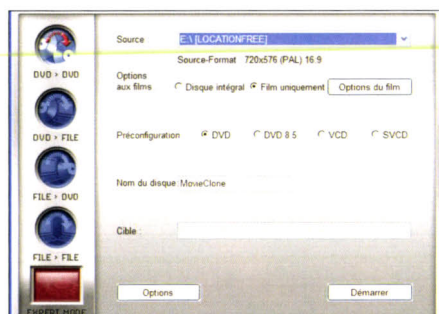 Source E:\ [LOCATIONFREE]
Source-Format 720x576 (PAL) 16:9
DVD > DVD
Options
aux films Disque intégral Film uniquement Options du film
DVD > FILE
Préconfiguration DVD DVD 8.5 VCD SVCD
Nom du disque: MovieClone
FILE > DVD
Cible :
FILE > FILE
Options Démarrer
EXPERT MODE